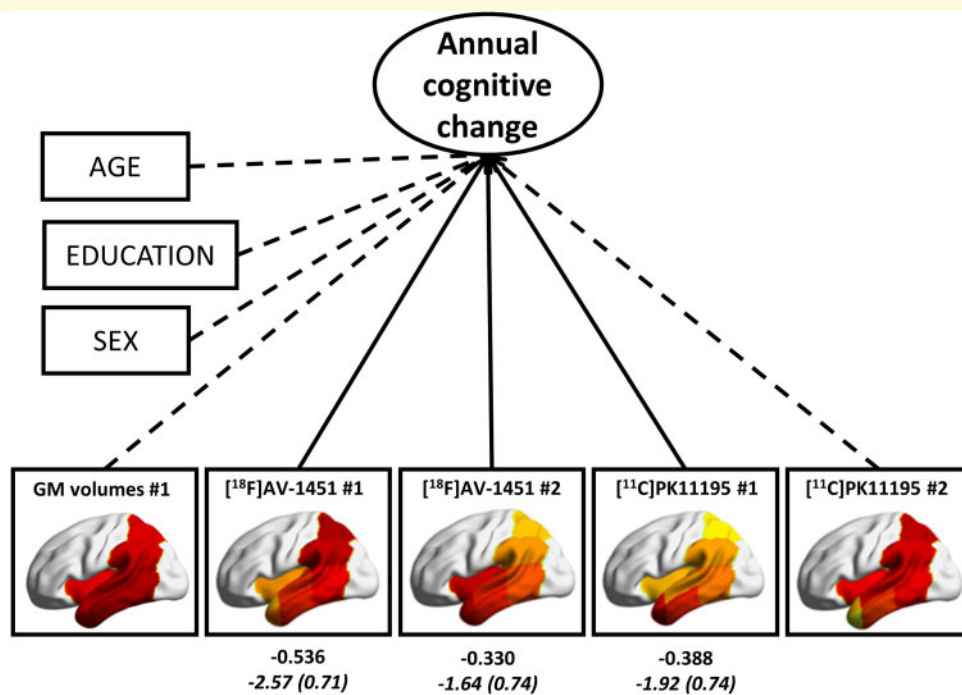 Annual
cognitive
change
AGE
EDUCATION
SEX
GM volumes #1
[¹⁸F]AV-1451 #1
[¹⁸F]AV-1451 #2
[¹¹C]PK11195 #1
[¹¹C]PK11195 #2
-0.536
-2.57 (0.71)
-0.330
-1.64 (0.74)
-0.388
-1.92 (0.74)